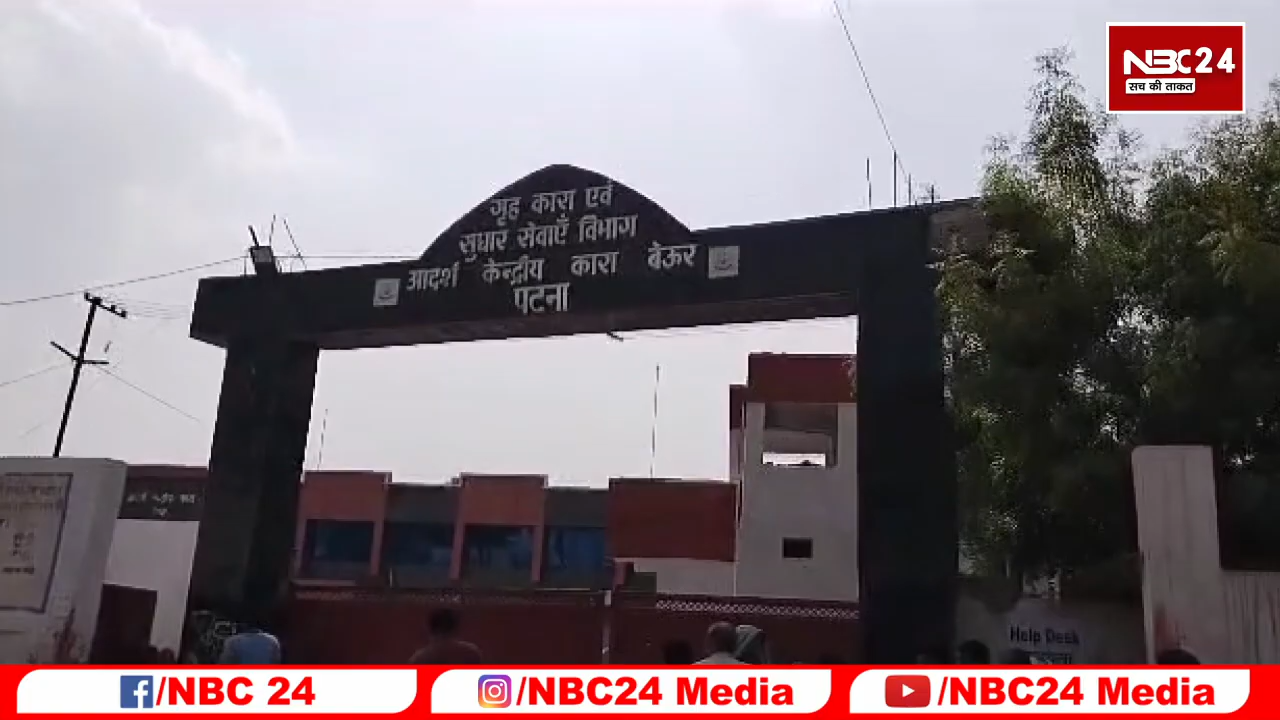 NBC24
सच की ताकत
गृह कारा एवं
सुधार सेवाएँ विभाग
आदर्श केन्द्रीय कारा बेऊर
पटना
Help Desk
/NBC 24
/NBC24 Media
/NBC24 Media